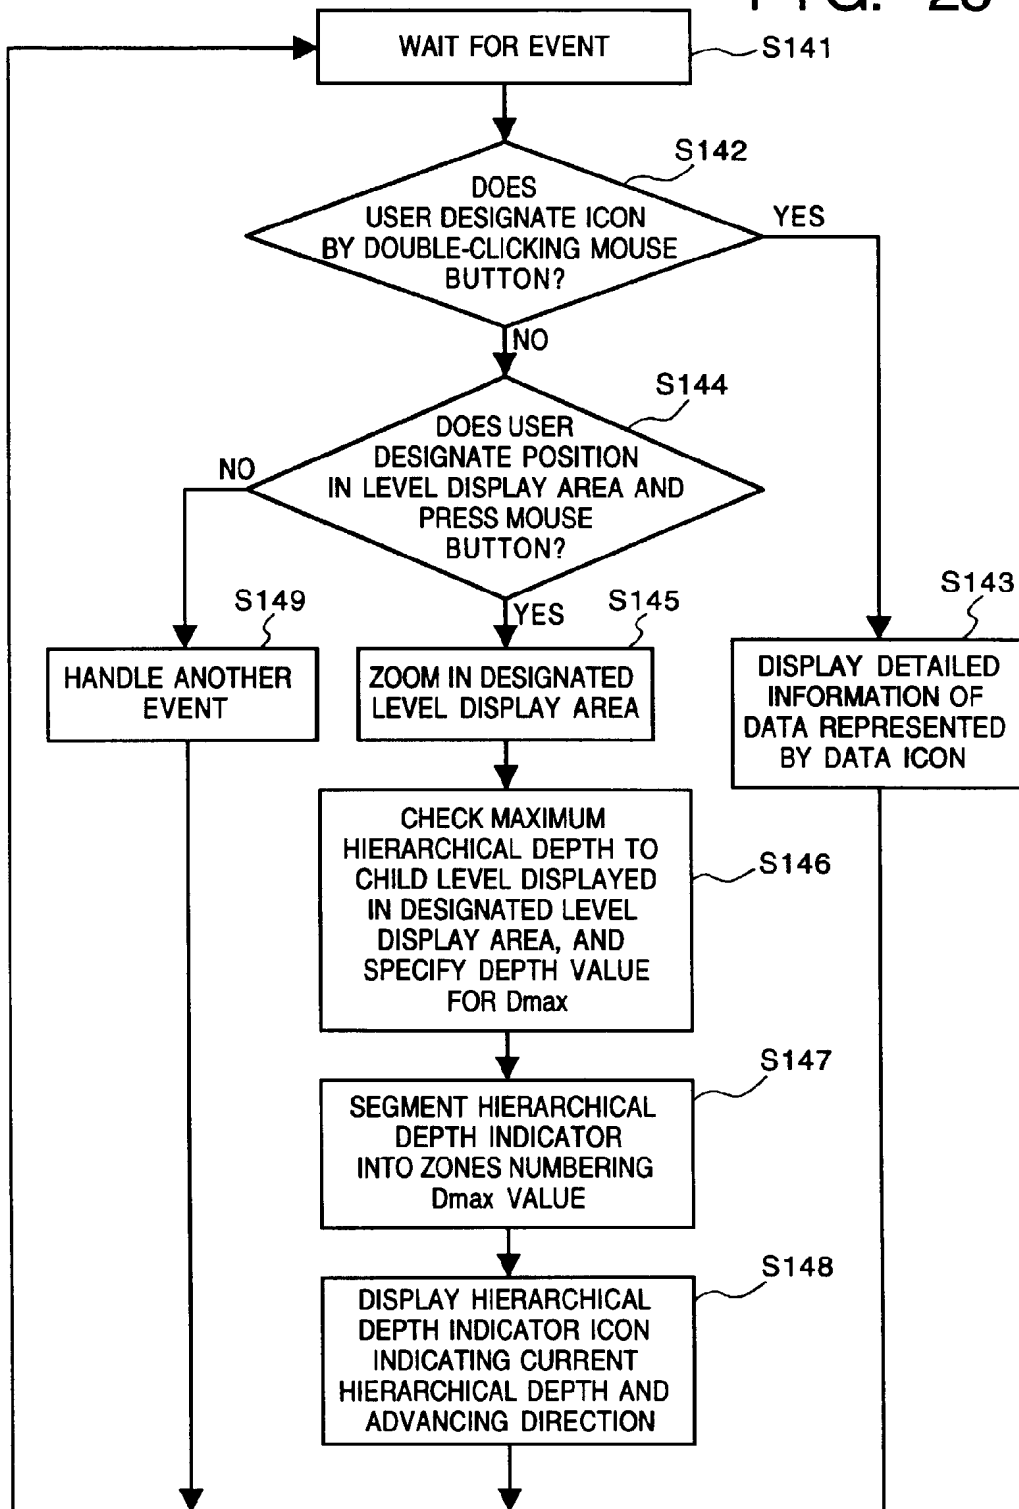 FIG.
WAIT FOR EVENT
S141
S142
DOES
USER DESIGNATE ICON
BY DOUBLE-CLICKING MOUSE
BUTTON?
YES
NO
S144
DOES USER
DESIGNATE POSITION
IN LEVEL DISPLAY AREA AND
PRESS MOUSE
BUTTON?
NO
YES
S149
HANDLE ANOTHER
EVENT
S145
ZOOM IN DESIGNATED
LEVEL DISPLAY AREA
S143
DISPLAY DETAILED
INFORMATION OF
DATA REPRESENTED
BY DATA ICON
CHECK MAXIMUM
HIERARCHICAL DEPTH TO
CHILD LEVEL DISPLAYED
IN DESIGNATED LEVEL
DISPLAY AREA, AND
SPECIFY DEPTH VALUE
FOR Dmax
S146
SEGMENT HIERARCHICAL
DEPTH INDICATOR
INTO ZONES NUMBERING
Dmax VALUE
S147
DISPLAY HIERARCHICAL
DEPTH INDICATOR ICON
INDICATING CURRENT
HIERARCHICAL DEPTH AND
ADVANCING DIRECTION
S148